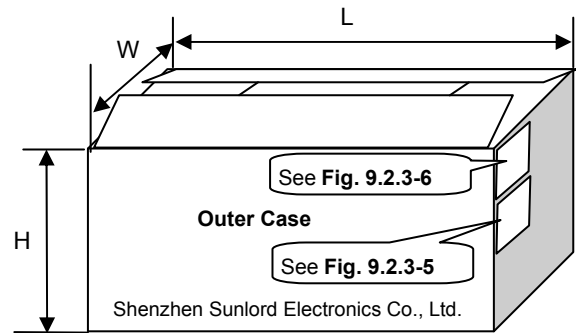 L
W
See Fig. 9.2.3-6
H
Outer Case
See Fig. 9.2.3-5
Shenzhen Sunlord Electronics Co., Ltd.